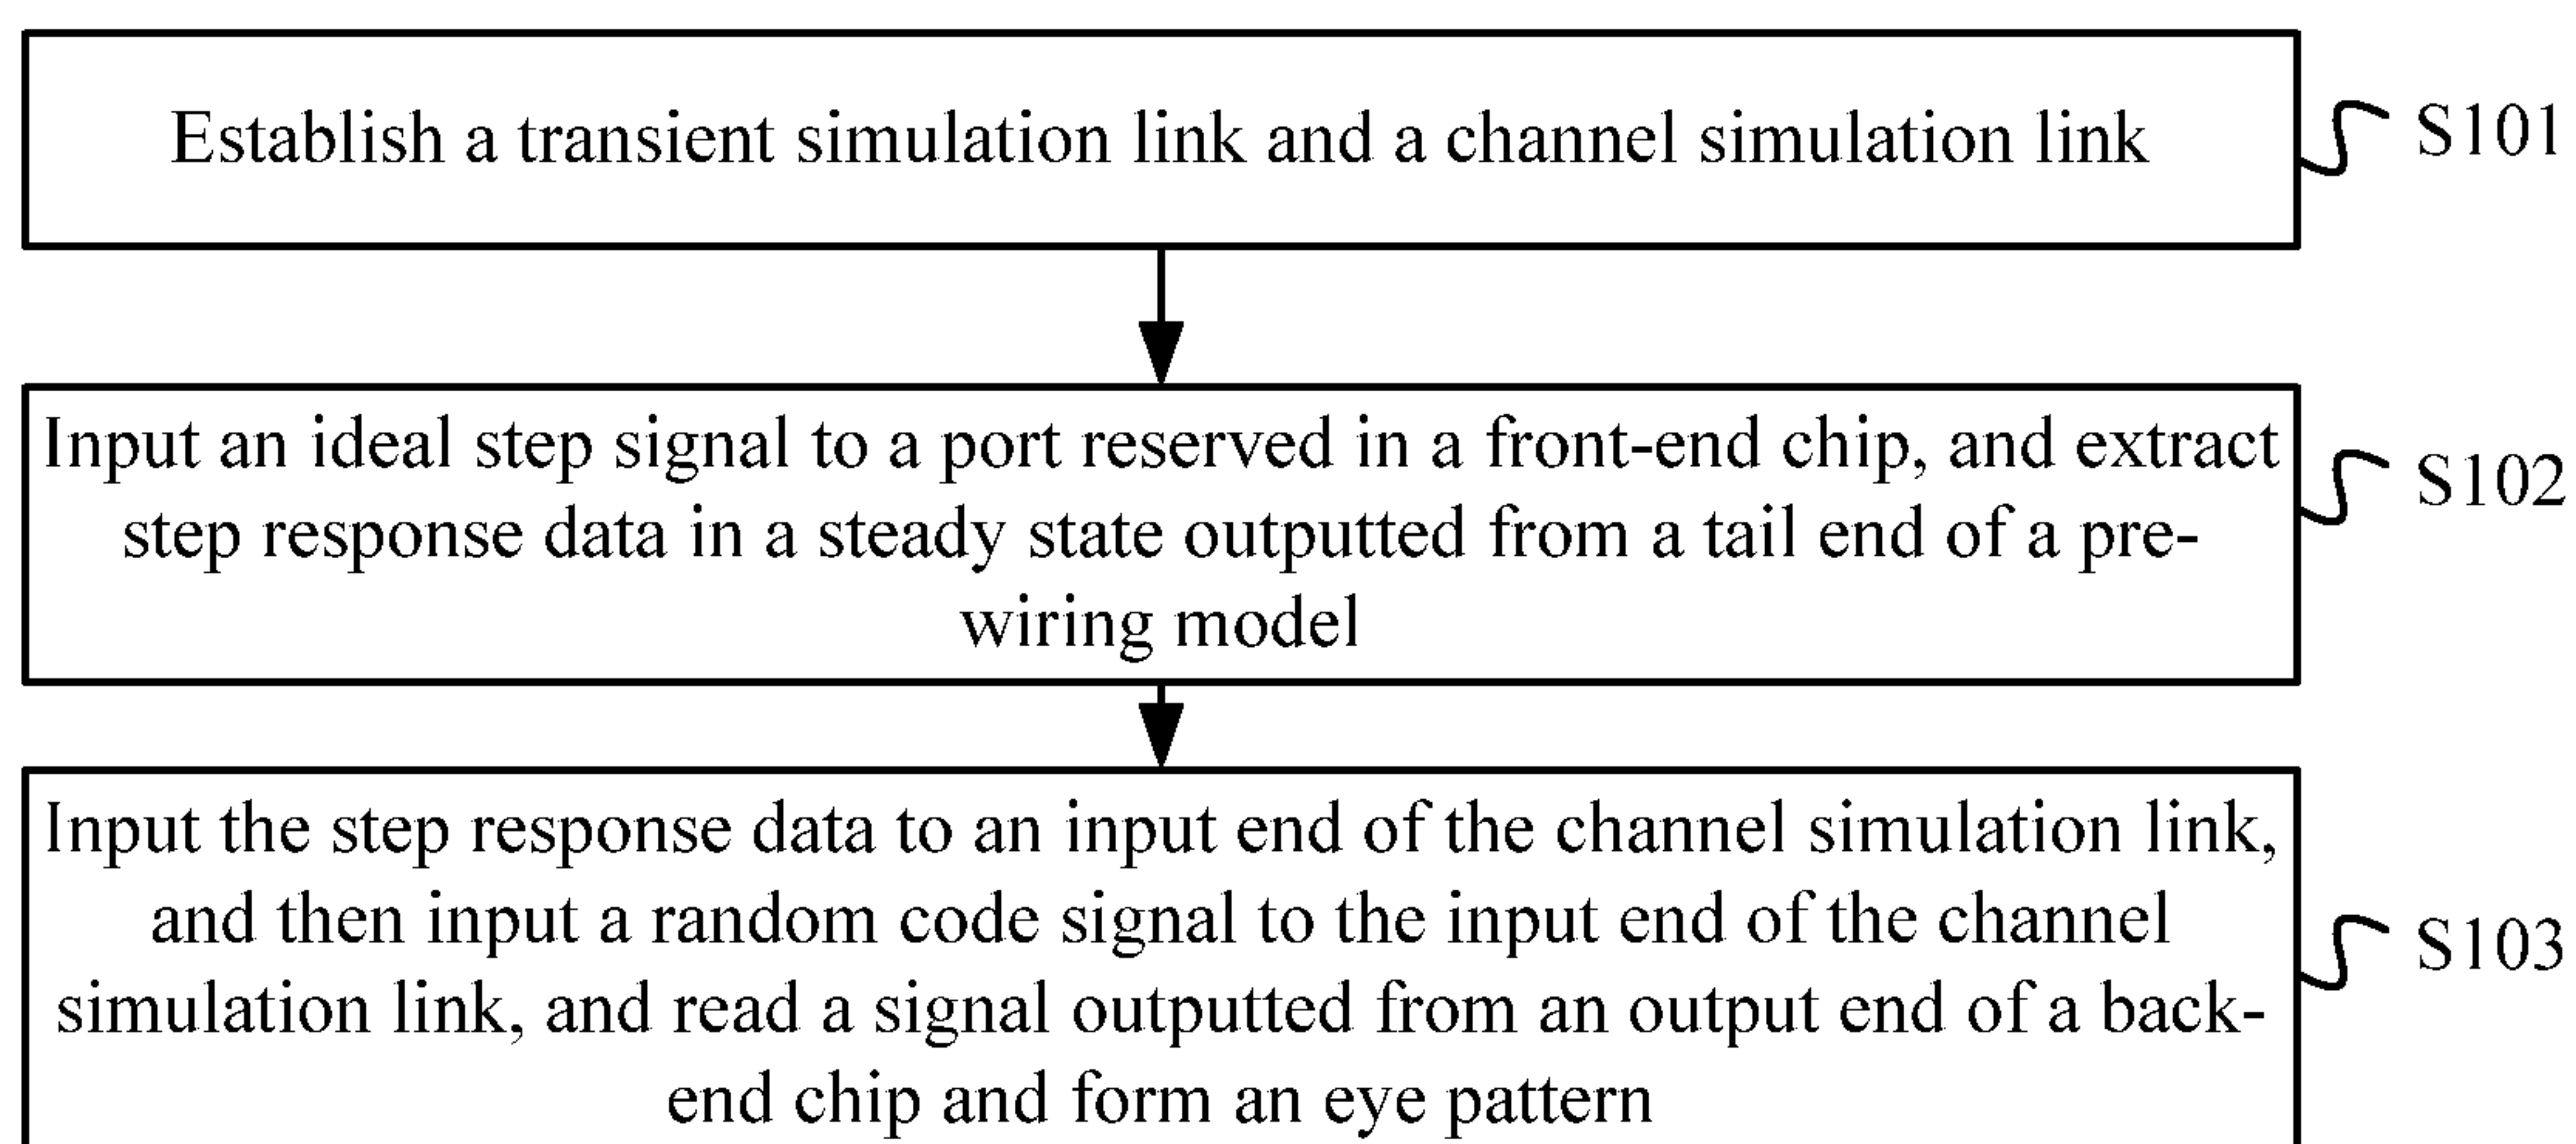 Establish a transient simulation link and a channel simulation link
S101
Input an ideal step signal to a port reserved in a front-end chip, and extract
step response data in a steady state outputted from a tail end of a pre-
wiring model
S102
Input the step response data to an input end of the channel simulation link,
and then input a random code signal to the input end of the channel
simulation link, and read a signal outputted from an output end of a back-
end chip and form an eye pattern
S103